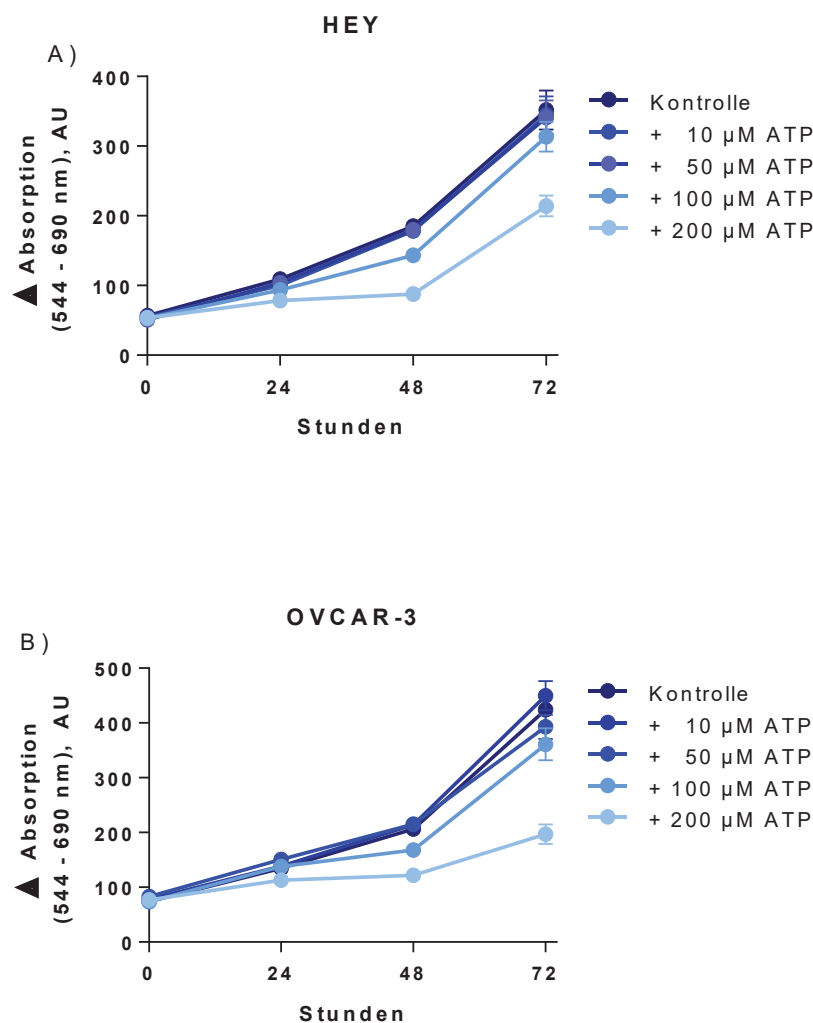 HEY
A)
400
300
200
100
0
▲ Absorption
(544 - 690 nm), AU
0 24 48 72
Stunden
Kontrolle
+ 10 µM ATP
+ 50 µM ATP
+ 100 µM ATP
+ 200 µM ATP
OVCAR-3
B)
500
400
300
200
100
0
▲ Absorption
(544 - 690 nm), AU
0 24 48 72
Stunden
Kontrolle
+ 10 µM ATP
+ 50 µM ATP
+ 100 µM ATP
+ 200 µM ATP